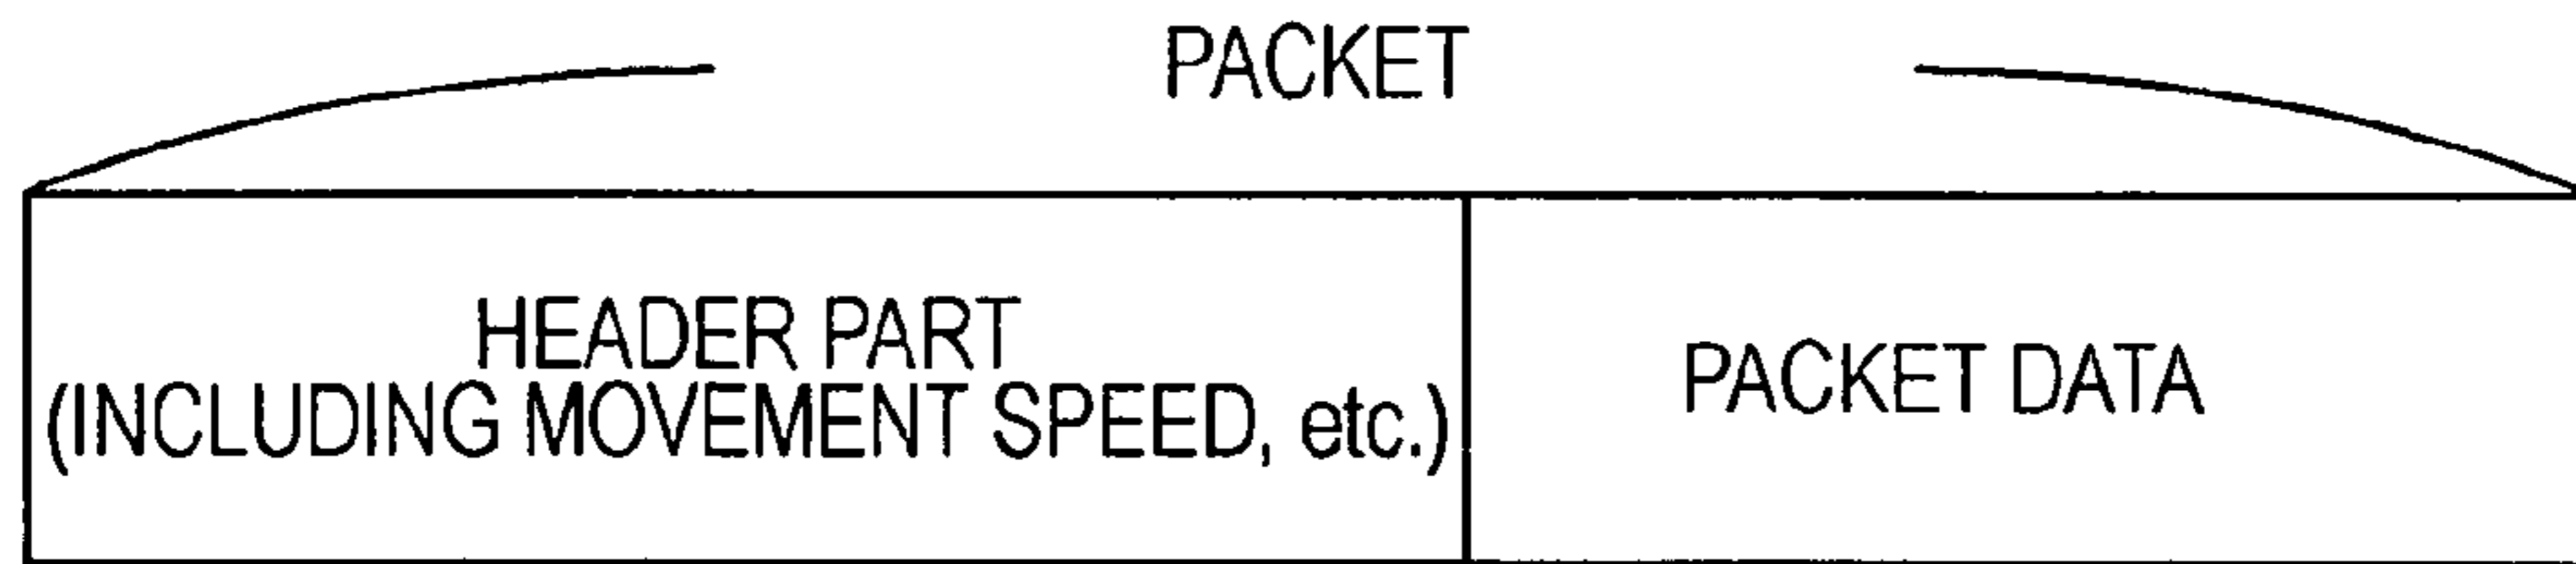 PACKET
HEADER PART
(INCLUDING MOVEMENT SPEED, etc.)
PACKET DATA